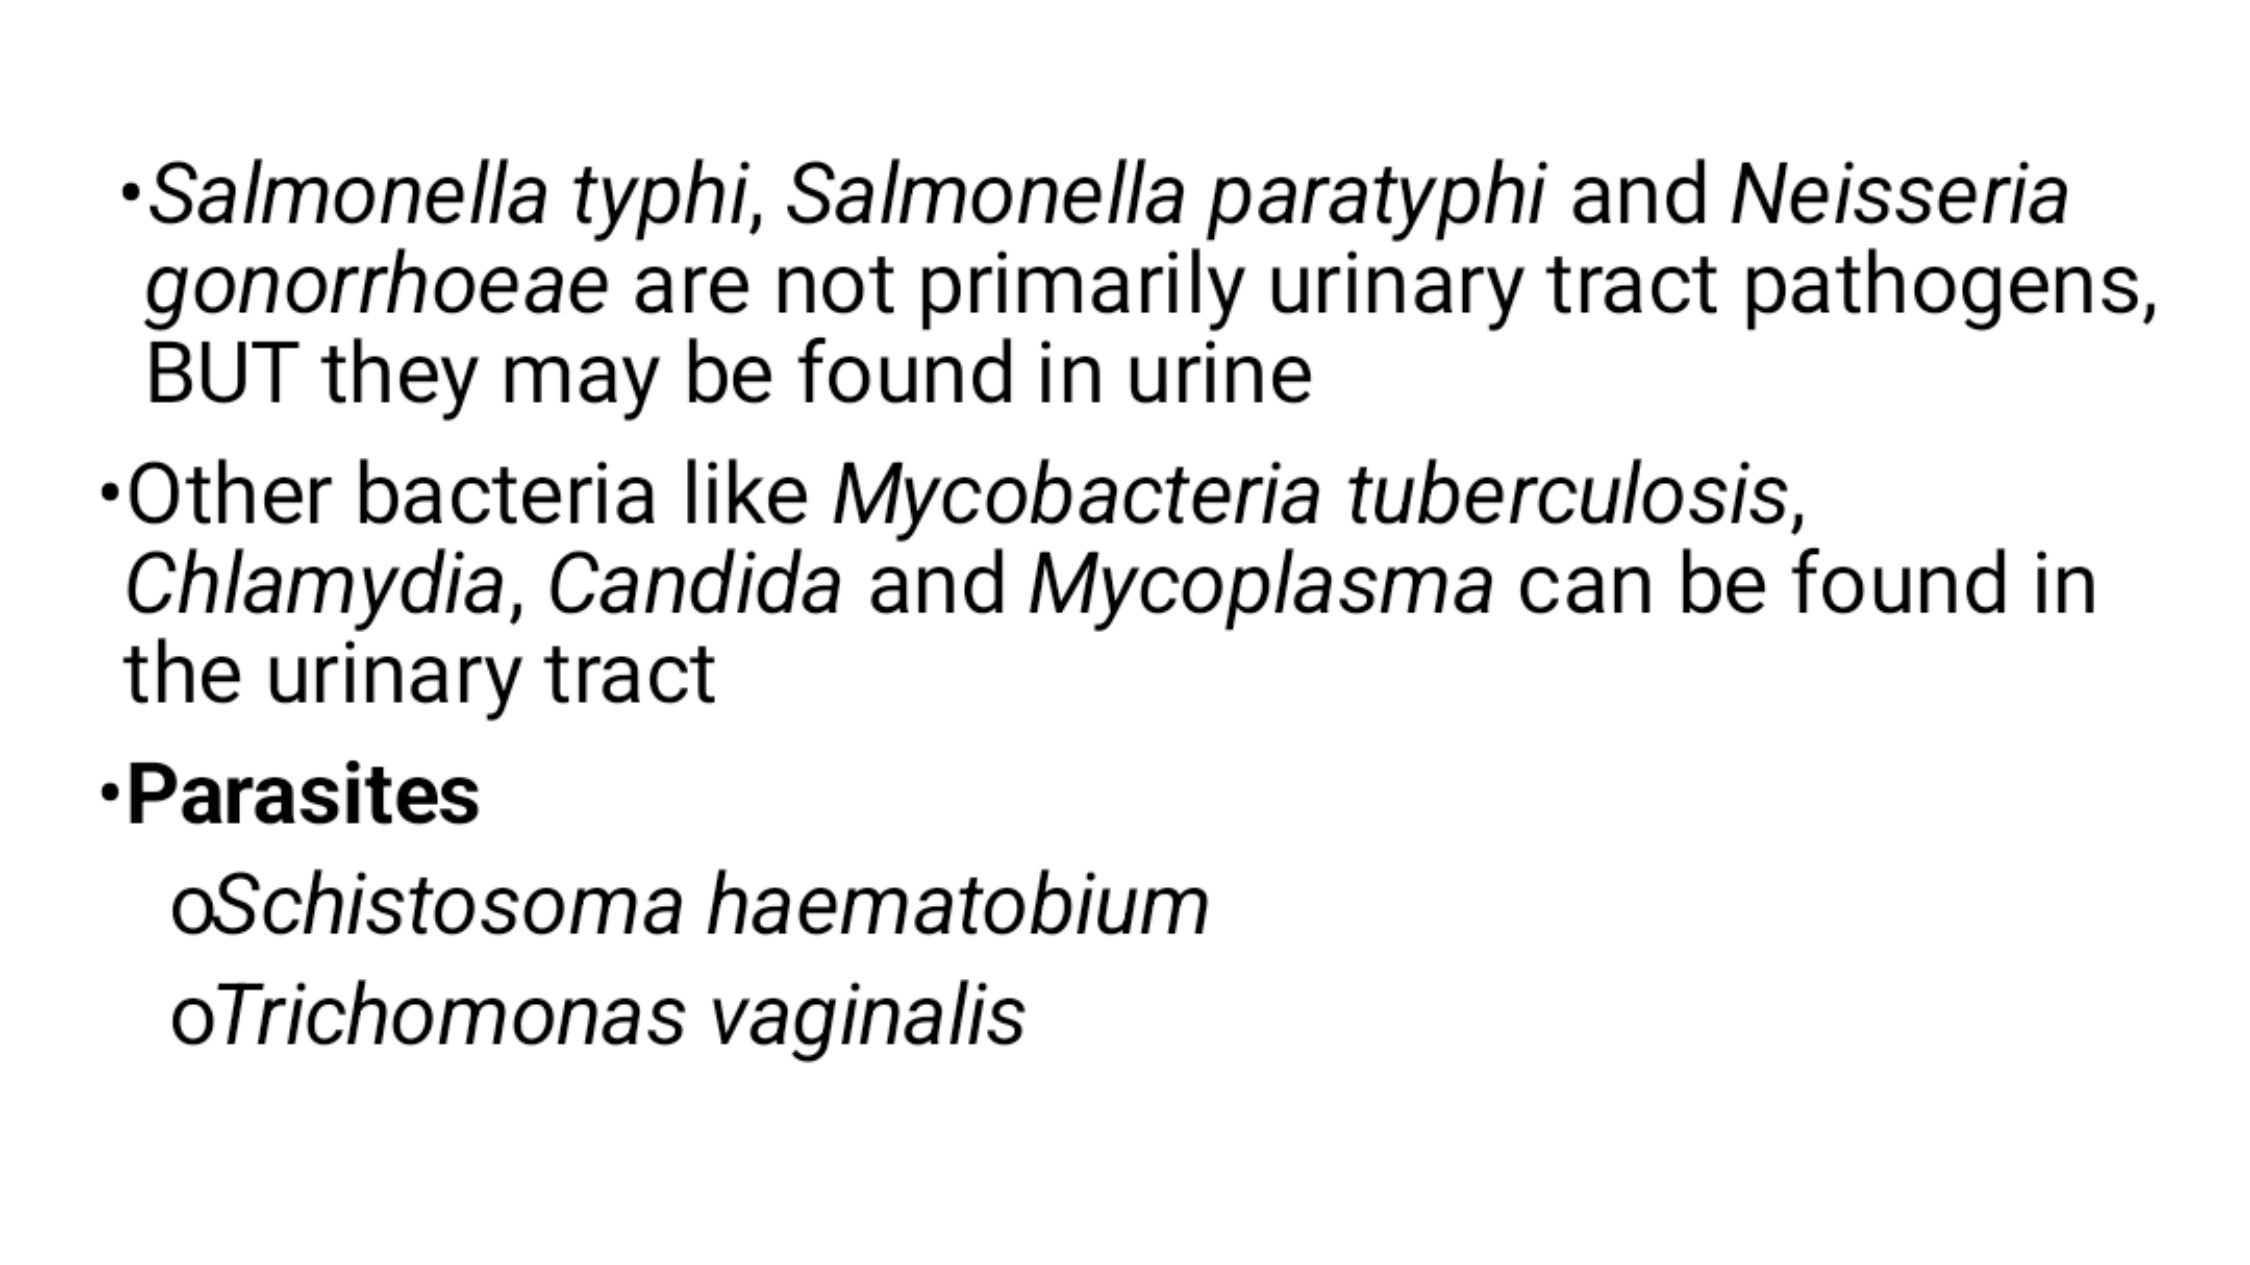 •Salmonella typhi, Salmonella paratyphi and Neisseria
gonorrhoeae are not primarily urinary tract pathogens,
BUT they may be found in urine
•Other bacteria like Mycobacteria tuberculosis,
Chlamydia, Candida and Mycoplasma can be found in
the urinary tract
•Parasites
oSchistosoma haematobium
oTrichomonas vaginalis